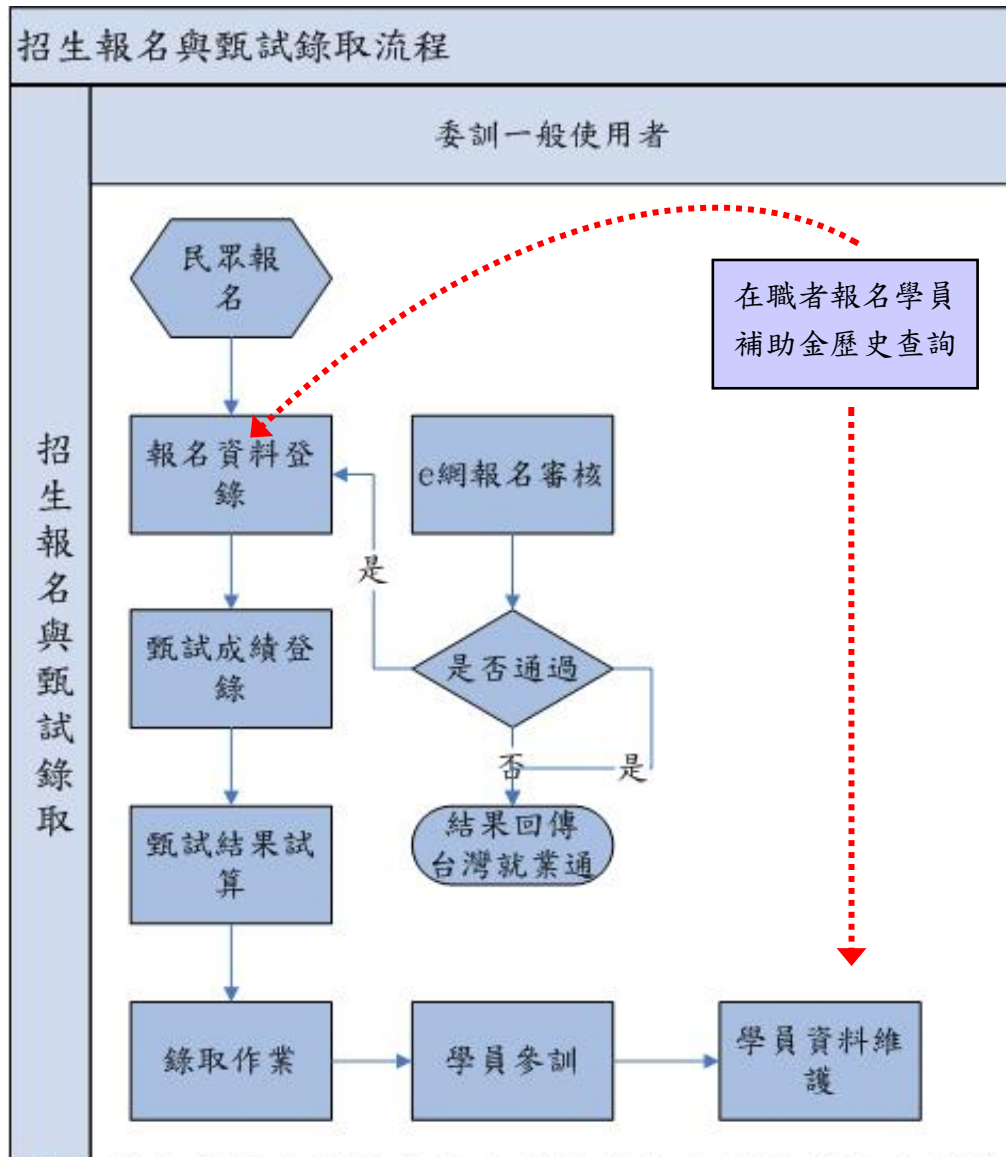 招生報名與甄試錄取流程
委訓一般使用者
招生報名與甄試錄取
民眾報
名
在職者報名學員
補助金歷史查詢
報名資料登
錄
e網報名審核
是
甄試成績登
錄
是否通過
否
是
甄試結果試
算
結果回傳
台灣就業通
錄取作業
學員參訓
學員資料維
護